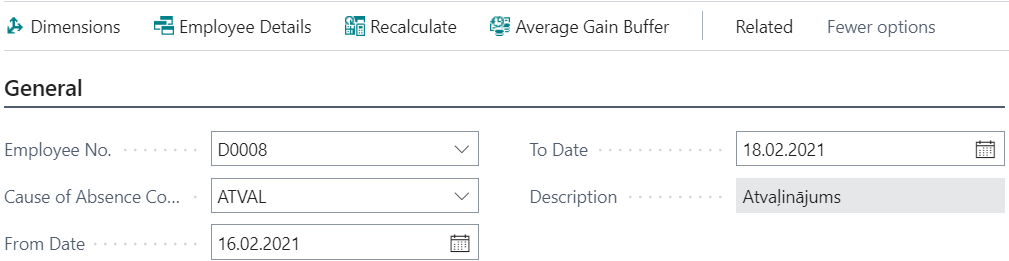 Dimensions Employee Details Recalculate Average Gain Buffer Related Fewer options
General
Employee No. D0008
Cause of Absence Co... ATVAL
From Date 16.02.2021
To Date 18.02.2021
Description Atvaļinājums